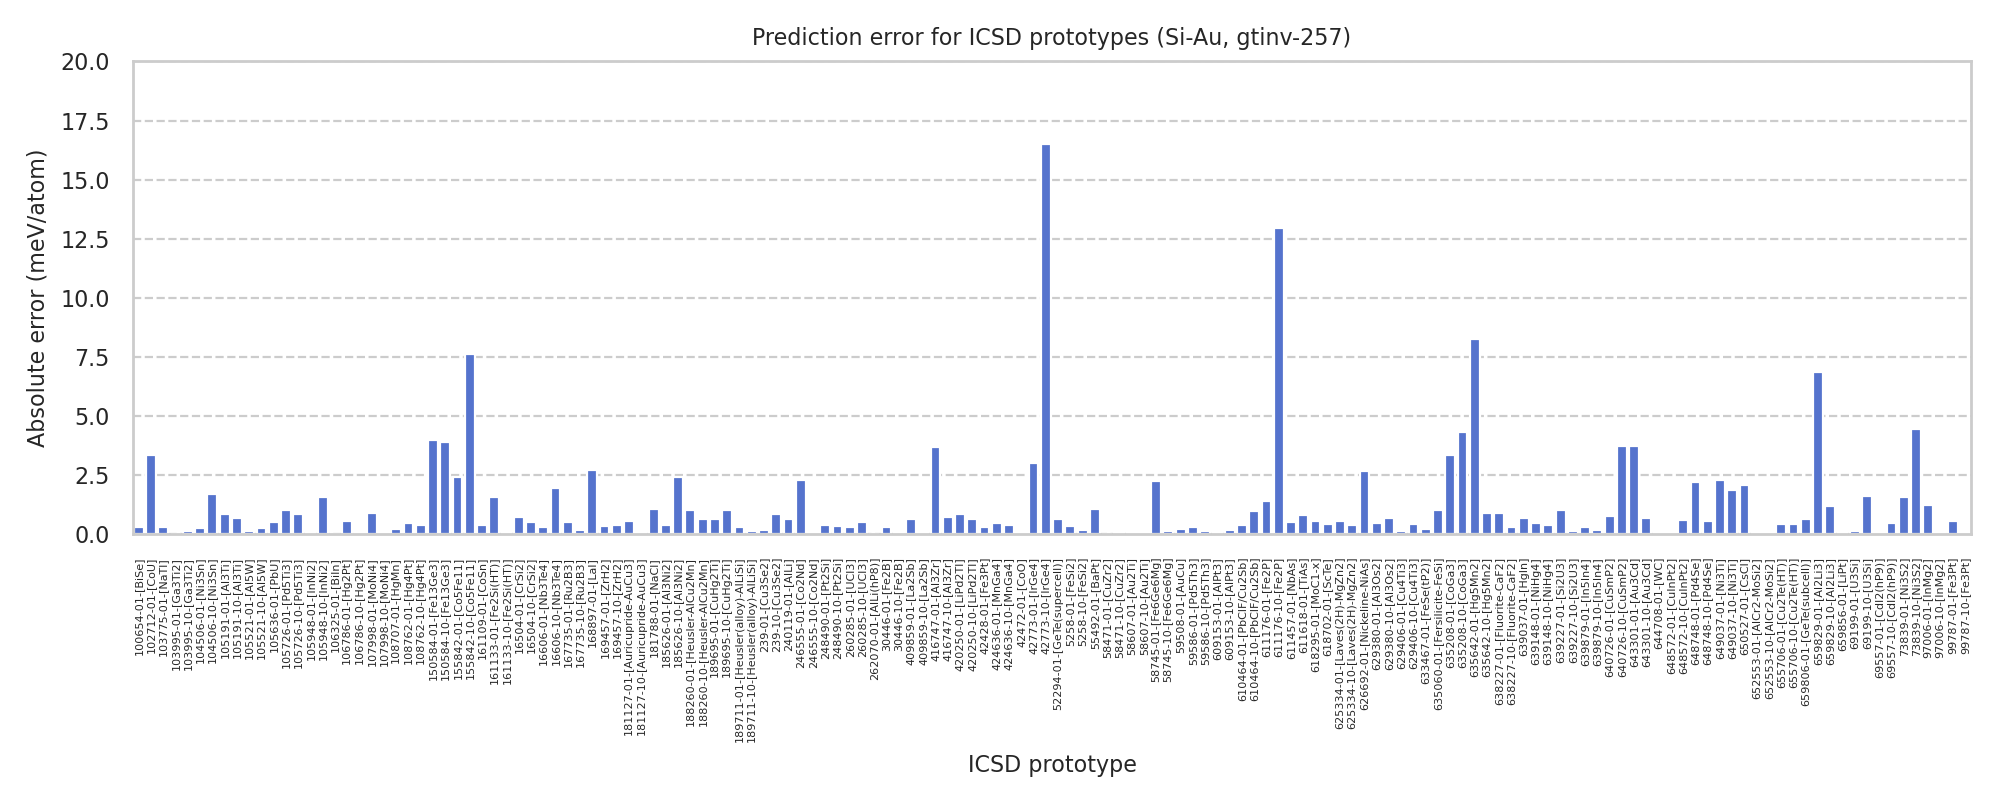 Prediction error for ICSD prototypes (Si-Au, gtinv-257)
Absolute error (meV/atom)
20.0
17.5
15.0
12.5
10.0
7.5
5.0
2.5
0.0
100654-01-[BiSe]
102712-01-[CoU]
103775-01-[NaTl]
103995-01-[Ga3Ti2]
103995-10-[Ga3Ti2]
104506-01-[Ni3Sn]
104506-10-[Ni3Sn]
105191-01-[Al3Ti]
105191-10-[Al3Ti]
105521-01-[Al5W]
105521-10-[Al5W]
105636-01-[PbU]
105726-01-[Pd5Ti3]
105726-10-[Pd5Ti3]
105948-01-[InNi2]
105948-10-[InNi2]
106325-01-[BiIn]
106786-01-[Hg2Pt]
106786-10-[Hg2Pt]
107998-01-[MoNi4]
107998-10-[MoNi4]
108707-01-[HgMn]
108762-01-[Hg4Pt]
108762-10-[Hg4Pt]
150584-01-[Fe13Ge3]
150584-10-[Fe13Ge3]
155842-01-[Co5Fe11]
155842-10-[Co5Fe11]
161109-01-[CoSn]
161133-01-[Fe2Si(HT)]
161133-10-[Fe2Si(HT)]
16504-01-[CrSi2]
16504-10-[CrSi2]
16606-01-[Nb3Te4]
16606-10-[Nb3Te4]
167735-01-[Ru2B3]
167735-10-[Ru2B3]
168897-01-[LaI]
169457-01-[ZrH2]
169457-10-[ZrH2]
181127-01-[Auricupride-AuCu3]
181127-10-[Auricupride-AuCu3]
181788-01-[NaCl]
185626-01-[Al3Ni2]
185626-10-[Al3Ni2]
188260-01-[Heusler-AlCu2Mn]
188260-10-[Heusler-AlCu2Mn]
189695-01-[CuHg2Ti]
189695-10-[CuHg2Ti]
189711-01-[Heusler(alloy)-AlLiSi]
189711-10-[Heusler(alloy)-AlLiSi]
239-01-[Cu3Se2]
239-10-[Cu3Se2]
240119-01-[AlLi]
246555-01-[Co2Nd]
246555-10-[Co2Nd]
248490-01-[Pt2Si]
248490-10-[Pt2Si]
260285-01-[UCl3]
260285-10-[UCl3]
262070-01-[AlLi(hP8)]
30446-01-[Fe2B]
30446-10-[Fe2B]
409859-01-[La2Sb]
409859-10-[La2Sb]
416747-01-[Al3Zr]
416747-10-[Al3Zr]
420250-01-[LiPd2Tl]
420250-10-[LiPd2Tl]
42428-01-[Fe3Pt]
424636-01-[MnGa4]
424636-10-[MnGa4]
42472-01-[CoO]
42773-01-[IrGe4]
42773-10-[IrGe4]
52294-01-[GeTe(supercell)]
5258-01-[FeSi2]
5258-10-[FeSi2]
55492-01-[BaPt]
58471-01-[CuZr2]
58471-10-[CuZr2]
58607-01-[Au2Ti]
58607-10-[Au2Ti]
58745-01-[Fe6Ge6Mg]
58745-10-[Fe6Ge6Mg]
59508-01-[AuCu]
59586-01-[Pd5Th3]
59586-10-[Pd5Th3]
609153-01-[AlPt3]
609153-10-[AlPt3]
610464-01-[PbClF/Cu2Sb]
610464-10-[PbClF/Cu2Sb]
611176-01-[Fe2P]
611176-10-[Fe2P]
611457-01-[NbAs]
611618-01-[TiAs]
618295-01-[MoC1-x]
618702-01-[ScTe]
625334-01-[Laves(2H)-MgZn2]
625334-10-[Laves(2H)-MgZn2]
626692-01-[Nickeline-NiAs]
629380-01-[Al3Os2]
629380-10-[Al3Os2]
629406-01-[Cu4Ti3]
629406-10-[Cu4Ti3]
633467-01-[FeSe(tP2)]
635060-01-[Fersilicite-FeSi]
635208-01-[CoGa3]
635208-10-[CoGa3]
635642-01-[Hg5Mn2]
635642-10-[Hg5Mn2]
638227-01-[Fluorite-CaF2]
638227-10-[Fluorite-CaF2]
639037-01-[HgIn]
639148-01-[NiHg4]
639148-10-[NiHg4]
639227-01-[Si2U3]
639227-10-[Si2U3]
639879-01-[InSIn4]
639879-10-[InSIn4]
640726-01-[CuSmP2]
640726-10-[CuSmP2]
643301-01-[Au3Cd]
643301-10-[Au3Cd]
644708-01-[WC]
648572-01-[CuInPt2]
648572-10-[CuInPt2]
648748-01-[Pd4Se]
648748-10-[Pd4Se]
649037-01-[Ni3Ti]
649037-10-[Ni3Ti]
650527-01-[CsCl]
652553-01-[AlCr2-MoSi2]
652553-10-[AlCr2-MoSi2]
655706-01-[Cu2Te(HT)]
655706-10-[Cu2Te(HT)]
659806-01-[GeTe(subcell)]
659829-01-[Al2Li3]
659829-10-[Al2Li3]
659856-01-[LiPt]
69199-01-[U3Si]
69199-10-[U3Si]
69557-01-[CdI2(hP9)]
69557-10-[CdI2(hP9)]
73839-01-[Ni3S2]
73839-10-[Ni3S2]
97006-01-[InMg2]
97006-10-[InMg2]
99787-01-[Fe3Pt]
99787-10-[Fe3Pt]
ICSD prototype